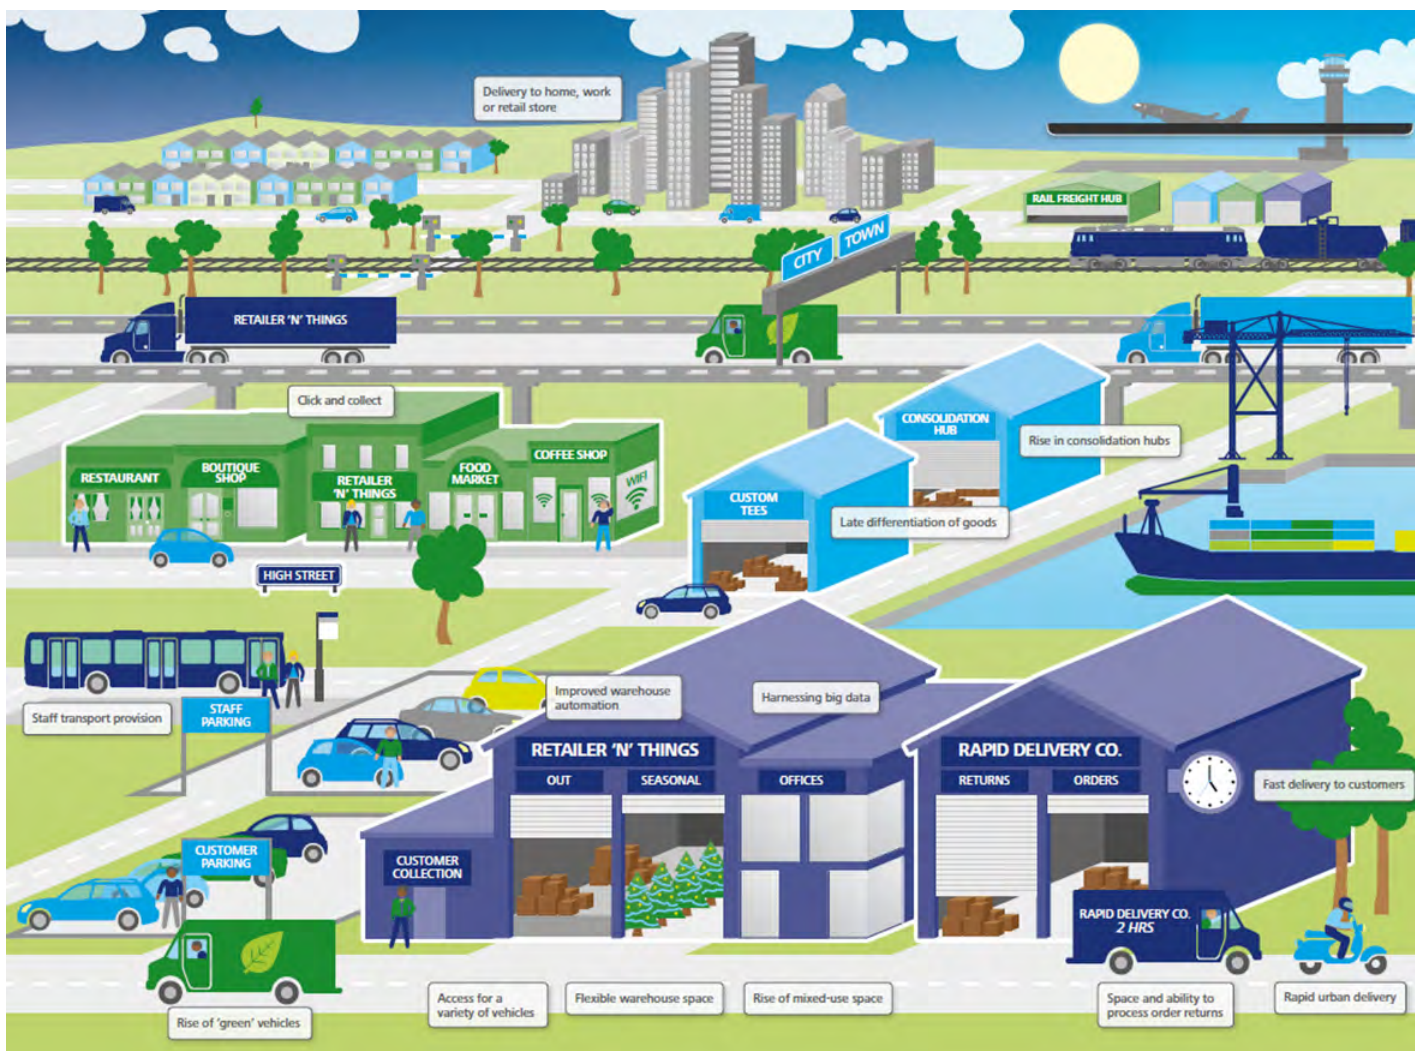 Delivery to home, work
or retail store
RAIL FREIGHT HUB
CITY
TOWN
RETAILER 'N' THINGS
Click and collect
CONSOLIDATION
HUB
Rise in consolidation hubs
RESTAURANT
BOUTIQUE
SHOP
RETAILER
'N' THINGS
FOOD
MARKET
COFFEE SHOP
WIFI
CUSTOM
TEES
Late differentiation of goods
HIGH STREET
Staff transport provision
STAFF
PARKING
Improved warehouse
automation
Harnessing big data
RETAILER 'N' THINGS
OUT
SEASONAL
OFFICES
RAPID DELIVERY CO.
RETURNS
ORDERS
Fast delivery to customers
CUSTOMER
PARKING
CUSTOMER
COLLECTION
RAPID DELIVERY CO.
2 HRS
Rise of 'green' vehicles
Access for a
variety of vehicles
Flexible warehouse space
Rise of mixed-use space
Space and ability to
process order returns
Rapid urban delivery